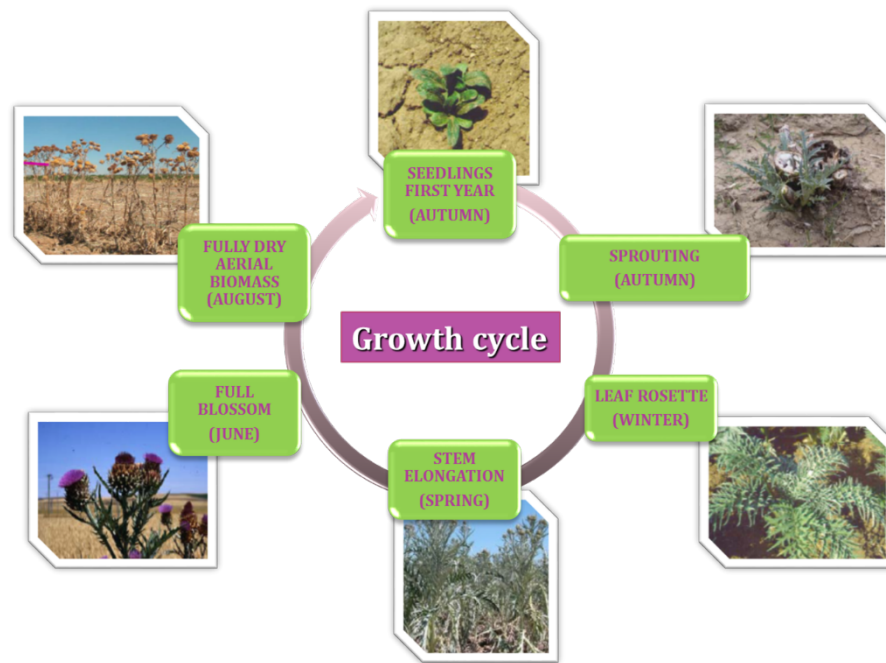 SEEDLINGS
FIRST YEAR
(AUTUMN)
SPROUTING
(AUTUMN)
LEAF ROSETTE
(WINTER)
STEM
ELONGATION
(SPRING)
FULL
BLOSSOM
(JUNE)
FULLY DRY
AERIAL
BIOMASS
(AUGUST)
Growth cycle